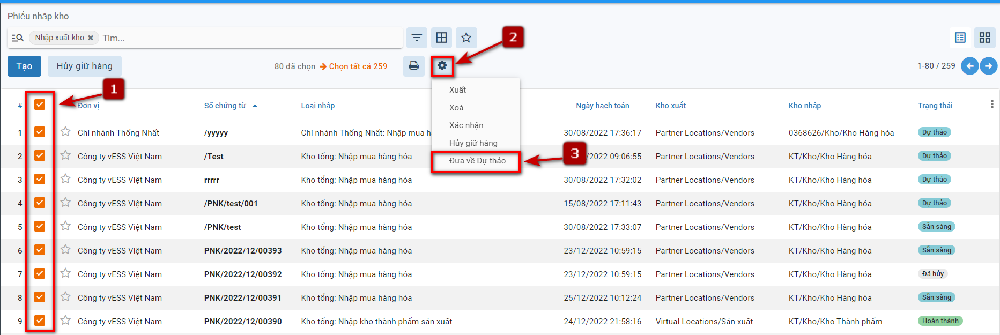 Phiếu nhập kho
Nhập xuất kho ✖ Tìm...
2
Tạo Hủy giữ hàng 80 đã chọn → Chọn tất cả 259 1-80 / 259
1
Xuất
Xoá
Xác nhận
Hủy giữ hàng
Đưa về Dự thảo
3
# Đơn vị Số chứng từ Loại nhập Ngày hạch toán Kho xuất Kho nhập Trạng thái
1 Chi nhánh Thống Nhất /yyyyy Chi nhánh Thống Nhất: Nhập mua h 30/08/2022 17:36:17 Partner Locations/Vendors 0368626/Kho/Kho Hàng hóa Dự thảo
2 Công ty vESS Việt Nam /Test Kho tổng: Nhập mua hàng hóa /2022 09:06:55 Partner Locations/Vendors KT/Kho/Kho Hàng hóa Dự thảo
3 Công ty vESS Việt Nam rrrrr Kho tổng: Nhập mua hàng hóa 30/08/2022 17:32:02 Partner Locations/Vendors KT/Kho/Kho Hàng hóa Dự thảo
4 Công ty vESS Việt Nam /PNK/test/001 Kho tổng: Nhập mua hàng hóa 15/08/2022 17:11:43 Partner Locations/Vendors KT/Kho/Kho Hàng hóa Dự thảo
5 Công ty vESS Việt Nam /PNK/test Kho tổng: Nhập mua hàng hóa 30/08/2022 17:33:07 Partner Locations/Vendors KT/Kho/Kho Hàng hóa Sẵn sàng
6 Công ty vESS Việt Nam PNK/2022/12/00393 Kho tổng: Nhập mua hàng hóa 23/12/2022 10:59:15 Partner Locations/Vendors KT/Kho/Kho Hàng hóa Sẵn sàng
7 Công ty vESS Việt Nam PNK/2022/12/00392 Kho tổng: Nhập mua hàng hóa 23/12/2022 10:59:15 Partner Locations/Vendors KT/Kho/Kho Hàng hóa Đã hủy
8 Công ty vESS Việt Nam PNK/2022/12/00391 Kho tổng: Nhập mua hàng hóa 25/12/2022 10:12:24 Partner Locations/Vendors KT/Kho/Kho Hàng hóa Sẵn sàng
9 Công ty vESS Việt Nam PNK/2022/12/00390 Kho tổng: Nhập kho thành phẩm sản xuất 24/12/2022 21:58:16 Virtual Locations/Sản xuất KT/Kho/Kho Thành phẩm Hoàn thành